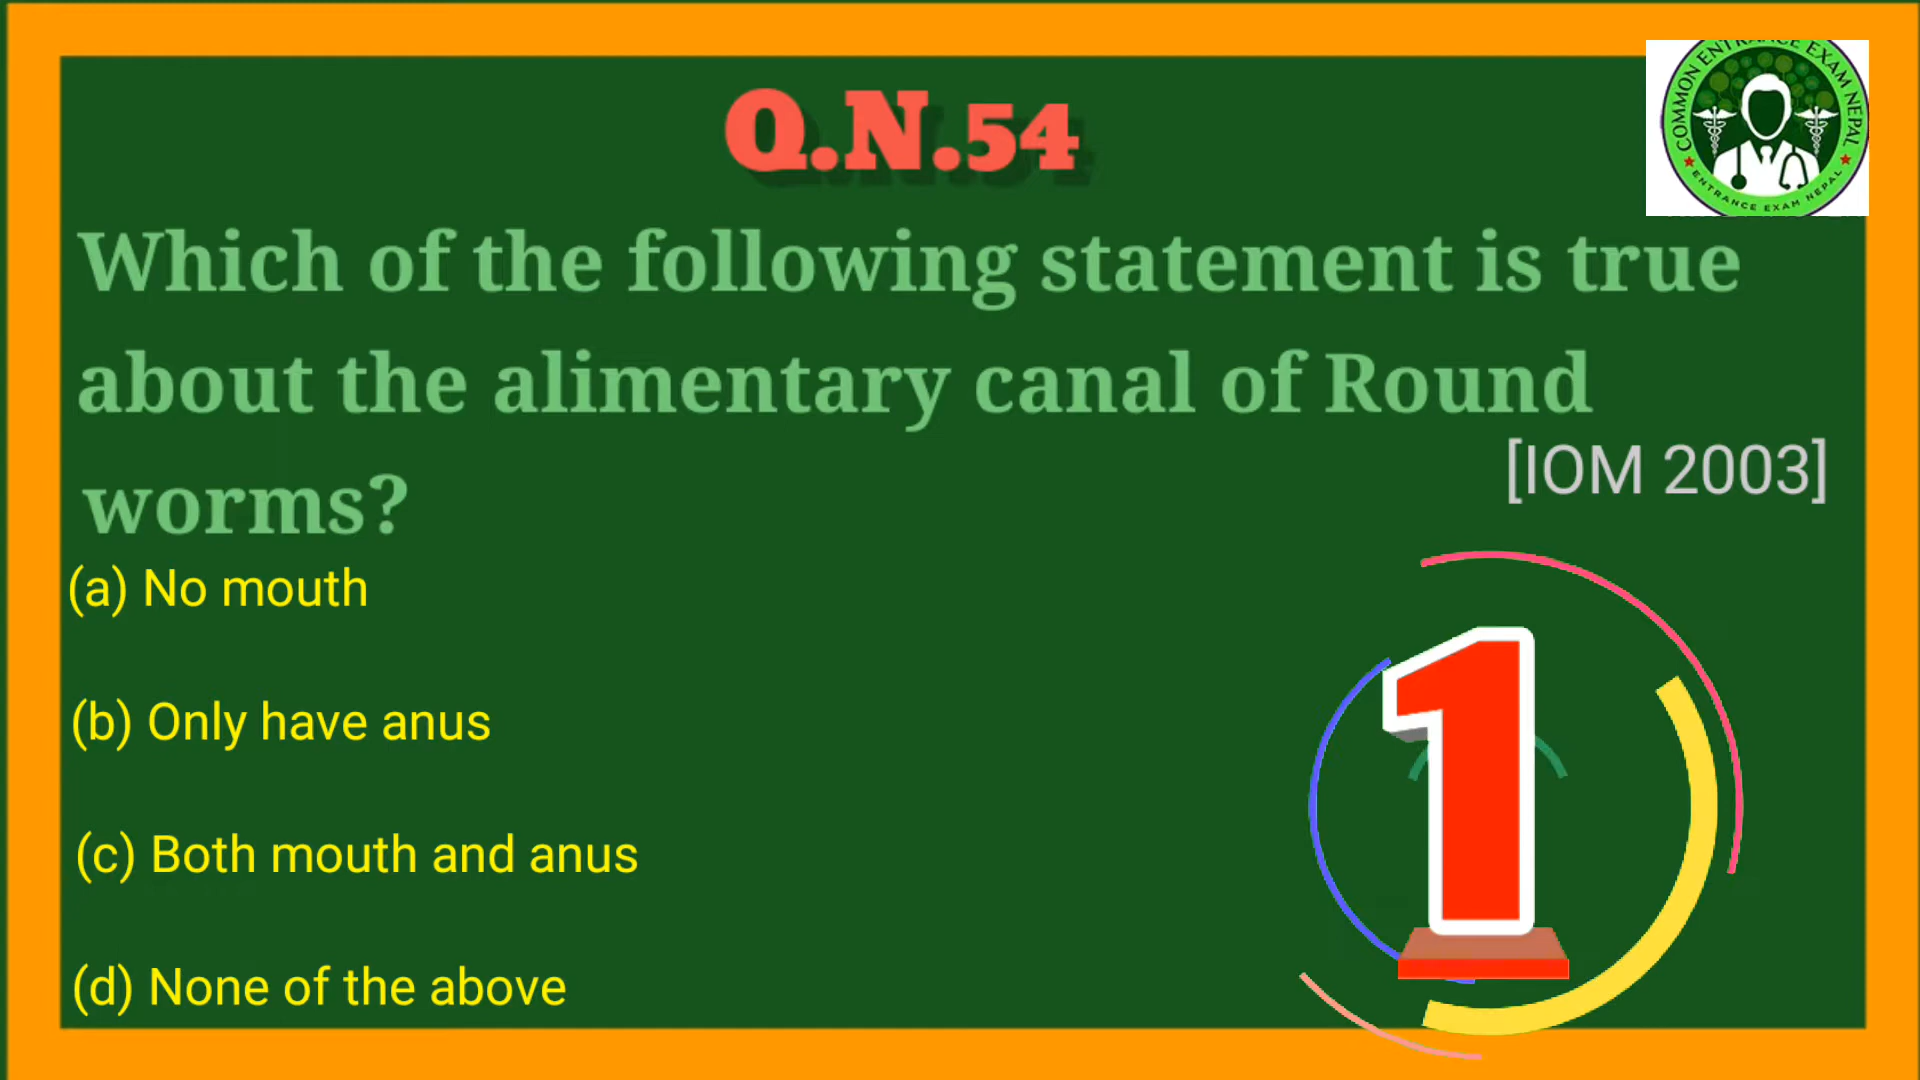 Q.N.54
COMMON ENTRANCE EXAM NEPAL
ENTRANCE EXAM NEPAL
Which of the following statement is true
about the alimentary canal of Round
[IOM 2003]
worms?
(a) No mouth
(b) Only have anus
(c) Both mouth and anus
(d) None of the above
1